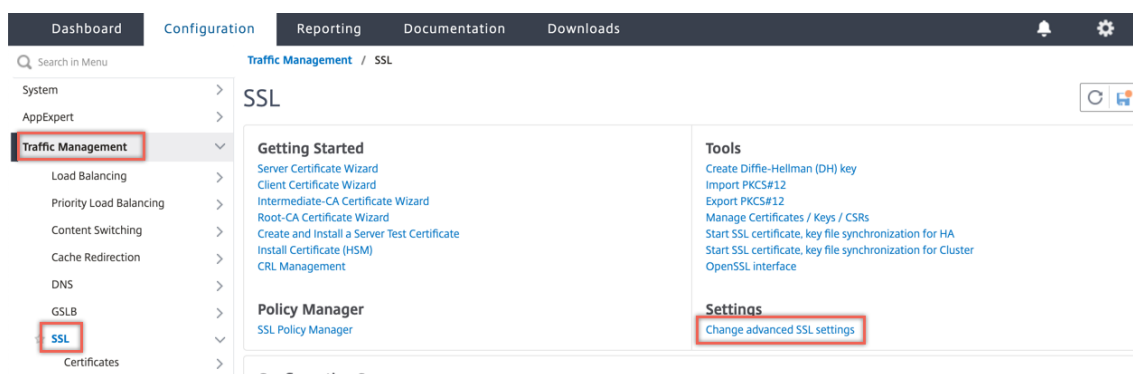 Dashboard Configuration Reporting Documentation Downloads
Search in Menu
Traffic Management / SSL
System
AppExpert
Traffic Management
Load Balancing
Priority Load Balancing
Content Switching
Cache Redirection
DNS
GSLB
SSL
Certificates
SSL
Getting Started
Server Certificate Wizard
Client Certificate Wizard
Intermediate-CA Certificate Wizard
Root-CA Certificate Wizard
Create and Install a Server Test Certificate
Install Certificate (HSM)
CRL Management
Tools
Create Diffie-Hellman (DH) key
Import PKCS#12
Export PKCS#12
Manage Certificates / Keys / CSRs
Start SSL certificate, key file synchronization for HA
Start SSL certificate, key file synchronization for Cluster
OpenSSL interface
Policy Manager
SSL Policy Manager
Settings
Change advanced SSL settings